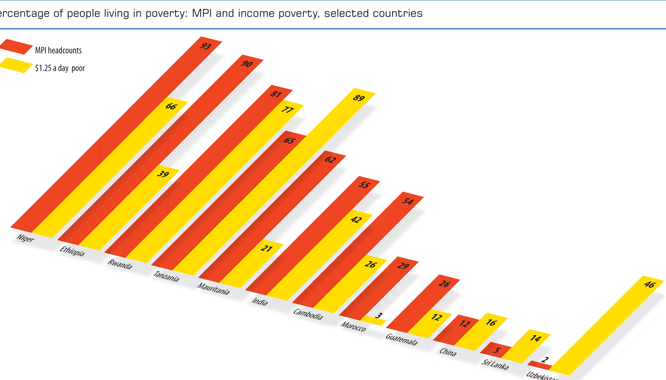 ercentage of people living in poverty: MPI and income poverty, selected countries
MPI headcounts
$1.25 a day poor
93
90
66
81
77
89
39
65
62
55
54
42
21
26
29
26
3
12
12
16
5
14
2
46
Niger
Ethiopia
Rwanda
Tanzania
Mauritania
India
Cambodia
Morocco
Guatemala
China
Sri Lanka
Uzbekistan